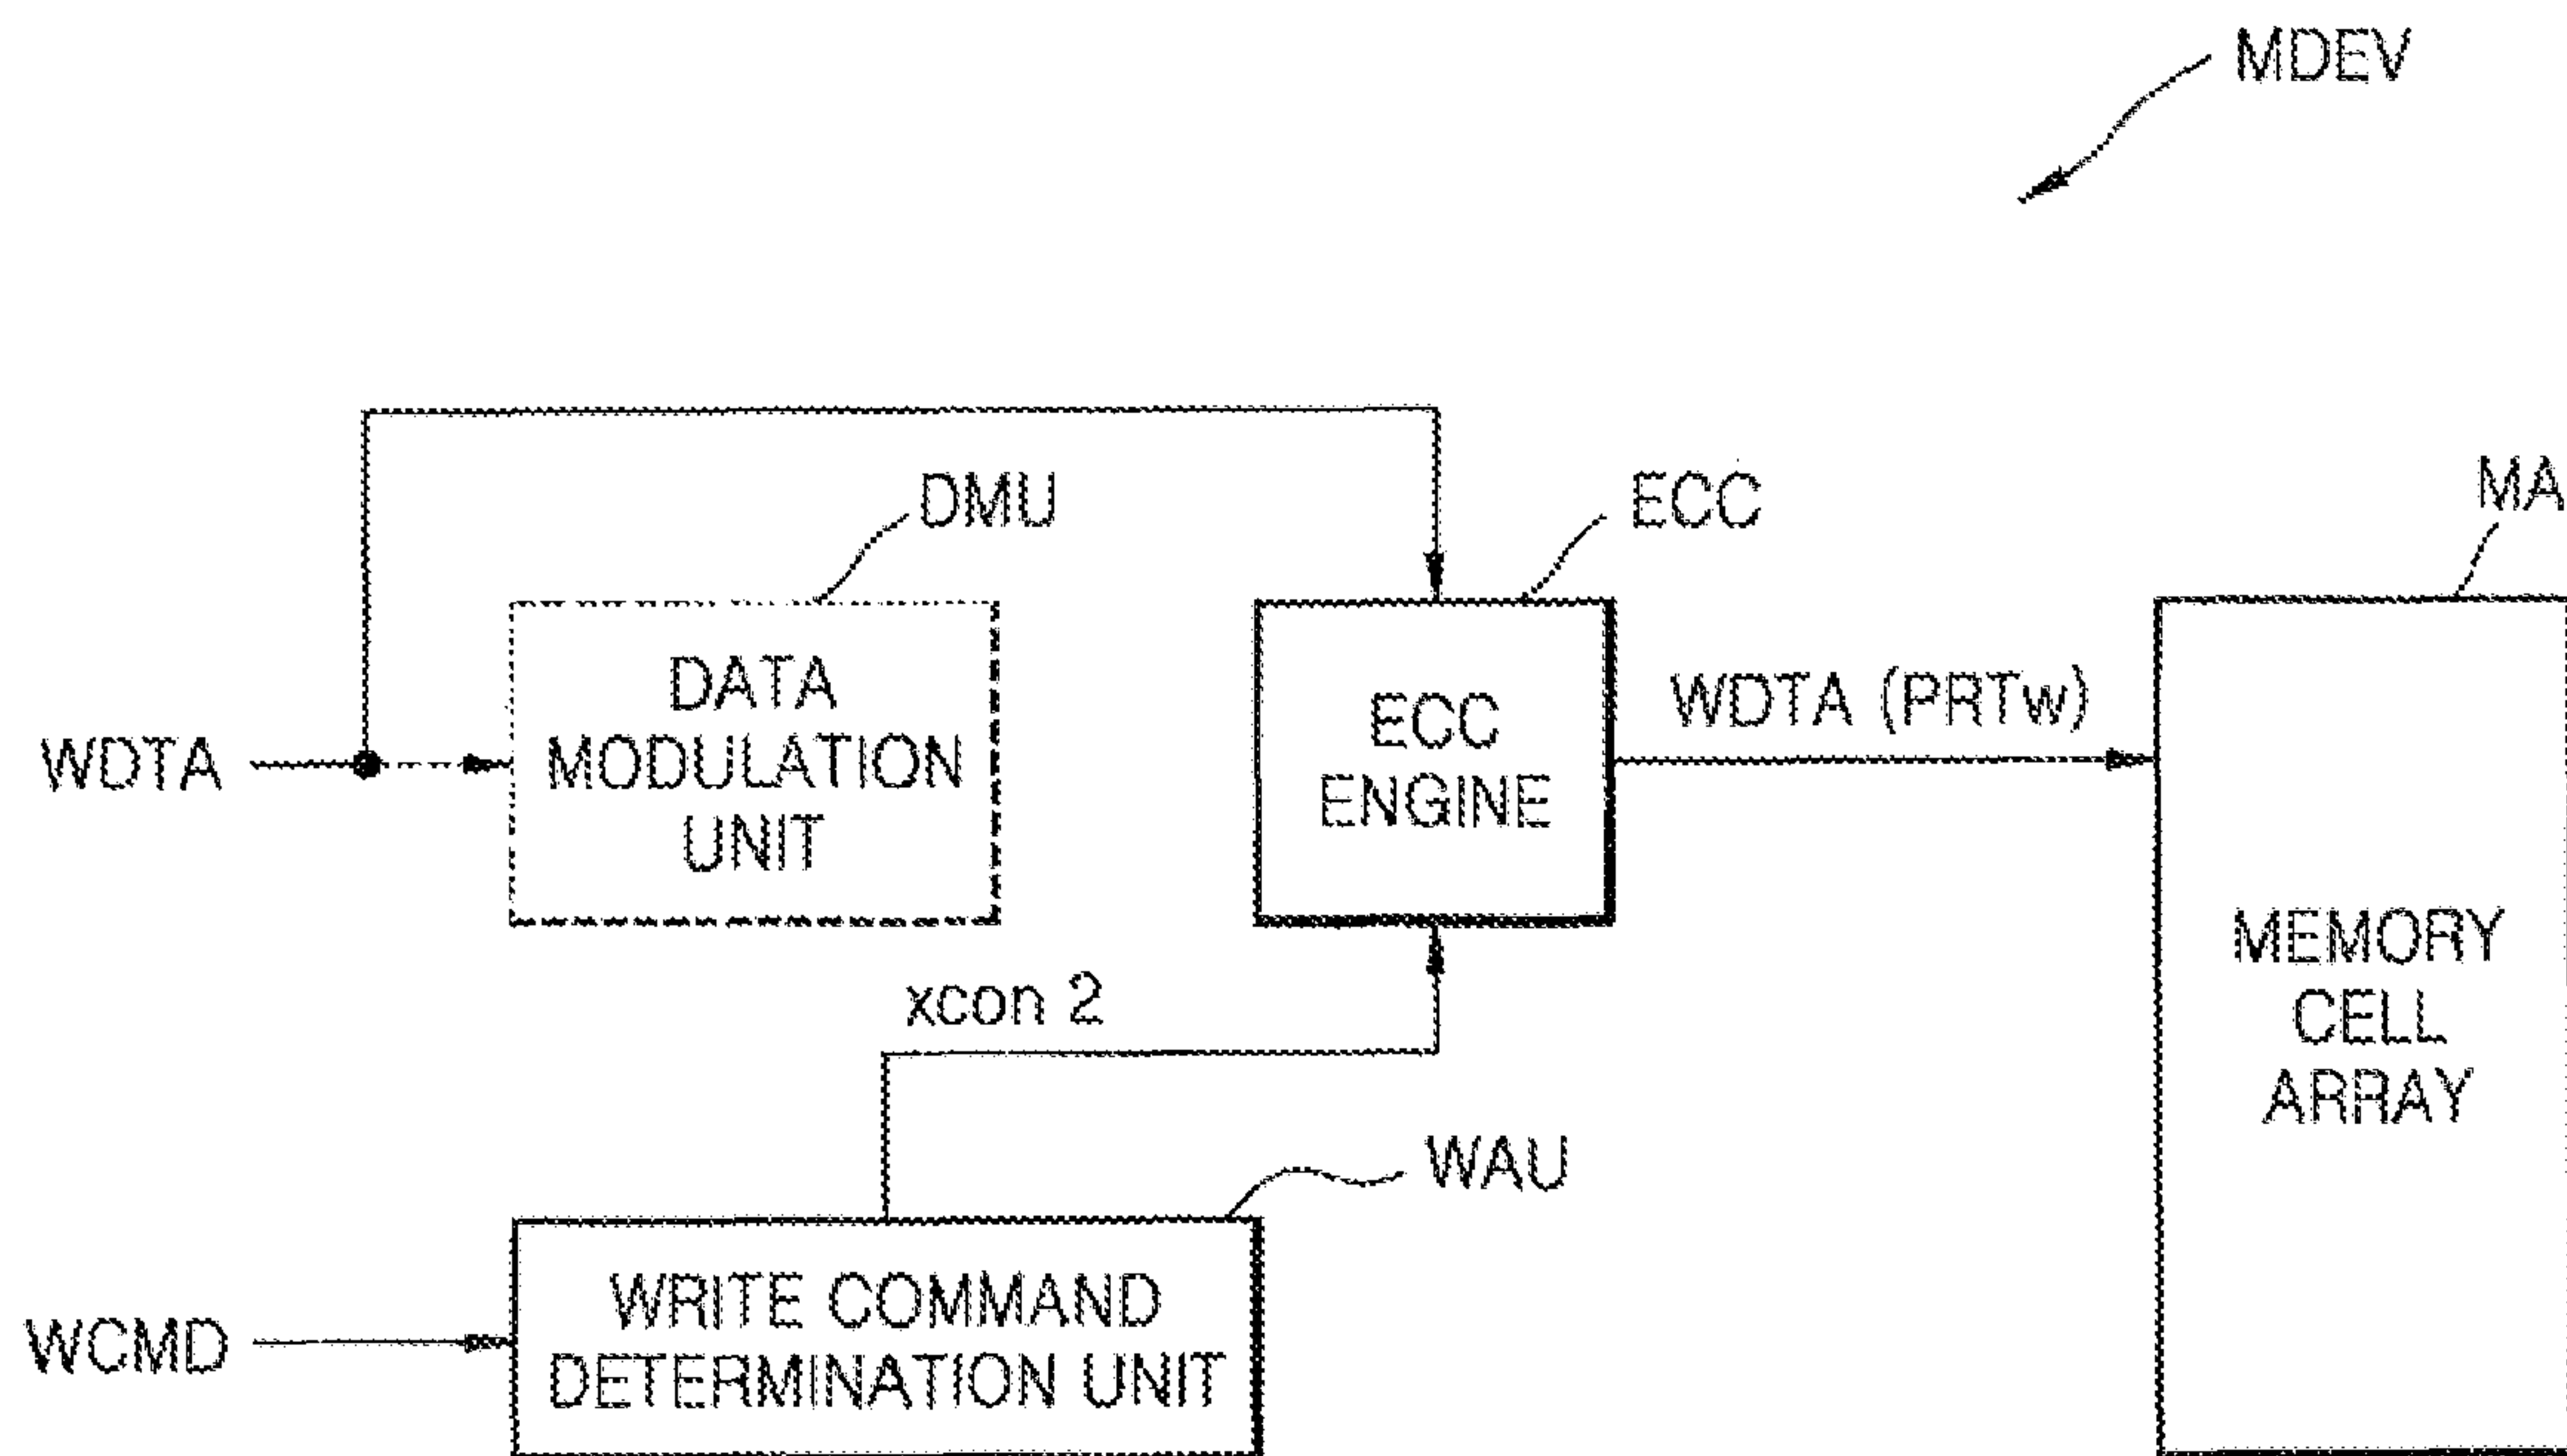 MDEV
DMU
ECC
MA
DATA
MODULATION
UNIT
WDTA
ECC
ENGINE
WDTA (PRTw)
MEMORY
CELL
ARRAY
xcon 2
WAU
WRITE COMMAND
DETERMINATION UNIT
WCMD